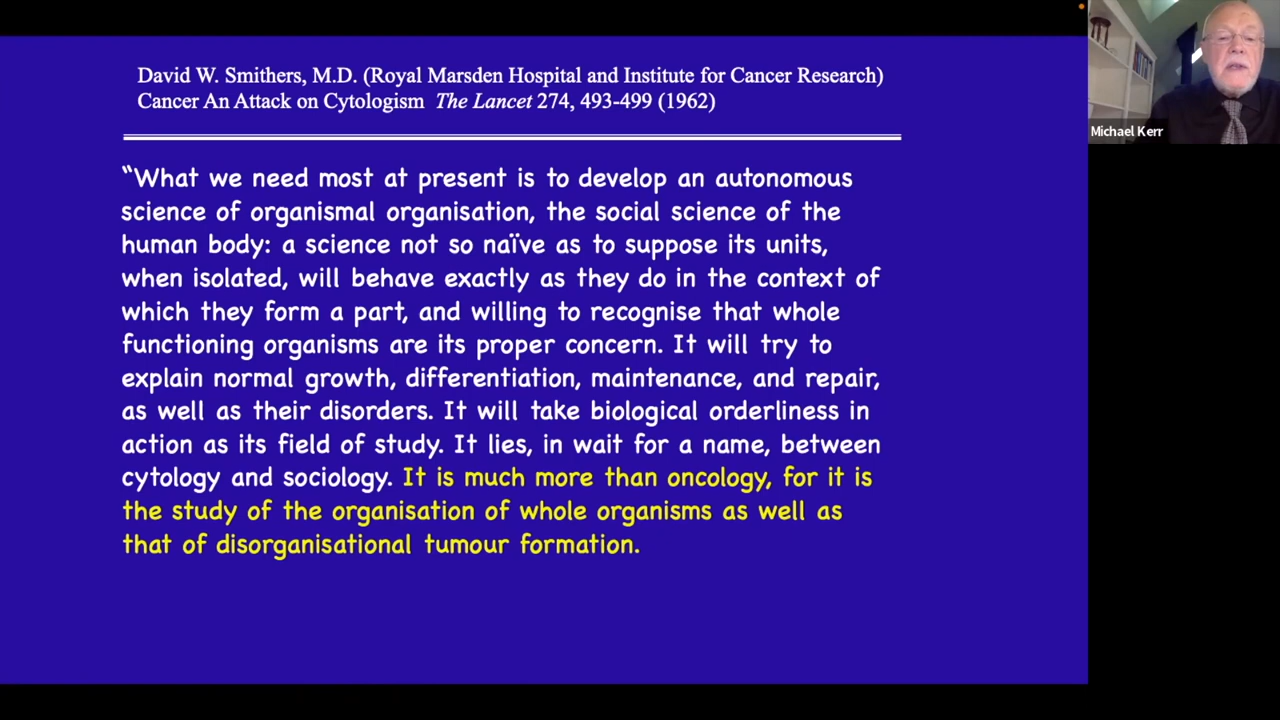 David W. Smithers, M.D. (Royal Marsden Hospital and Institute for Cancer Research)
Cancer An Attack on Cytologism The Lancet 274, 493-499 (1962)
“What we need most at present is to develop an autonomous
science of organismal organisation, the social science of the
human body: a science not so naïve as to suppose its units,
when isolated, will behave exactly as they do in the context of
which they form a part, and willing to recognise that whole
functioning organisms are its proper concern. It will try to
explain normal growth, differentiation, maintenance, and repair,
as well as their disorders. It will take biological orderliness in
action as its field of study. It lies, in wait for a name, between
cytology and sociology. It is much more than oncology, for it is
the study of the organisation of whole organisms as well as
that of disorganisational tumour formation.
Michael Kerr